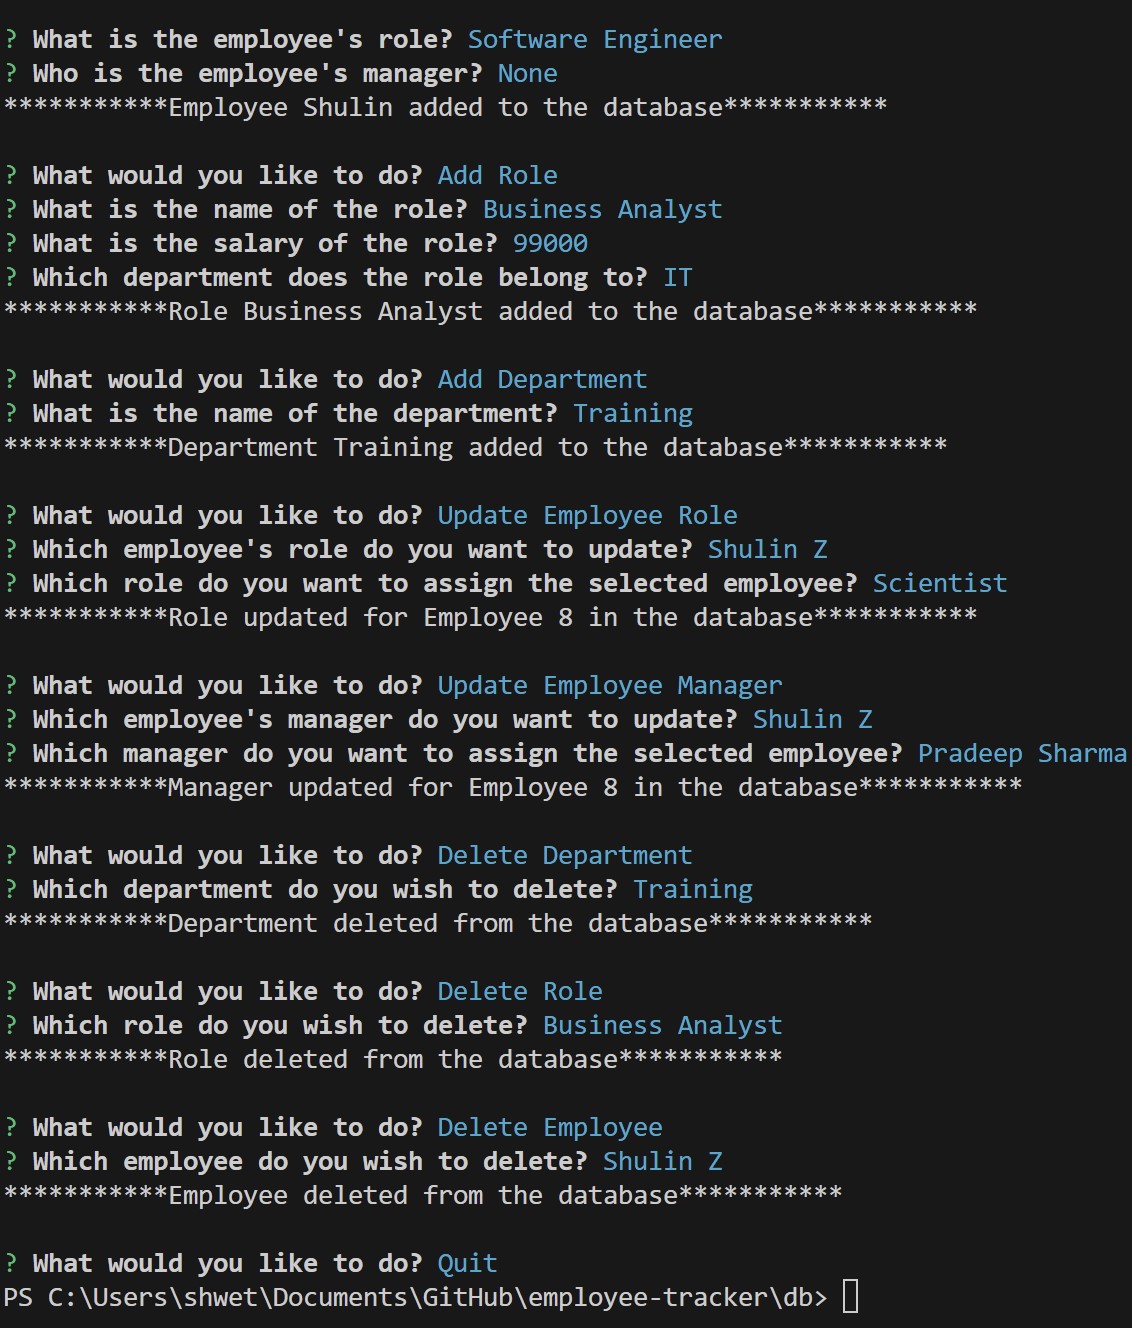 ? What is the employee's role? Software Engineer
? Who is the employee's manager? None
***********Employee Shulin added to the database***********
? What would you like to do? Add Role
? What is the name of the role? Business Analyst
? What is the salary of the role? 99000
? Which department does the role belong to? IT
***********Role Business Analyst added to the database***********
? What would you like to do? Add Department
? What is the name of the department? Training
***********Department Training added to the database***********
? What would you like to do? Update Employee Role
? Which employee's role do you want to update? Shulin Z
? Which role do you want to assign the selected employee? Scientist
***********Role updated for Employee 8 in the database***********
? What would you like to do? Update Employee Manager
? Which employee's manager do you want to update? Shulin Z
? Which manager do you want to assign the selected employee? Pradeep Sharma
***********Manager updated for Employee 8 in the database***********
? What would you like to do? Delete Department
? Which department do you wish to delete? Training
***********Department deleted from the database***********
? What would you like to do? Delete Role
? Which role do you wish to delete? Business Analyst
***********Role deleted from the database***********
? What would you like to do? Delete Employee
? Which employee do you wish to delete? Shulin Z
***********Employee deleted from the database***********
? What would you like to do? Quit
PS C:\Users\shwet\Documents\GitHub\employee-tracker\db>